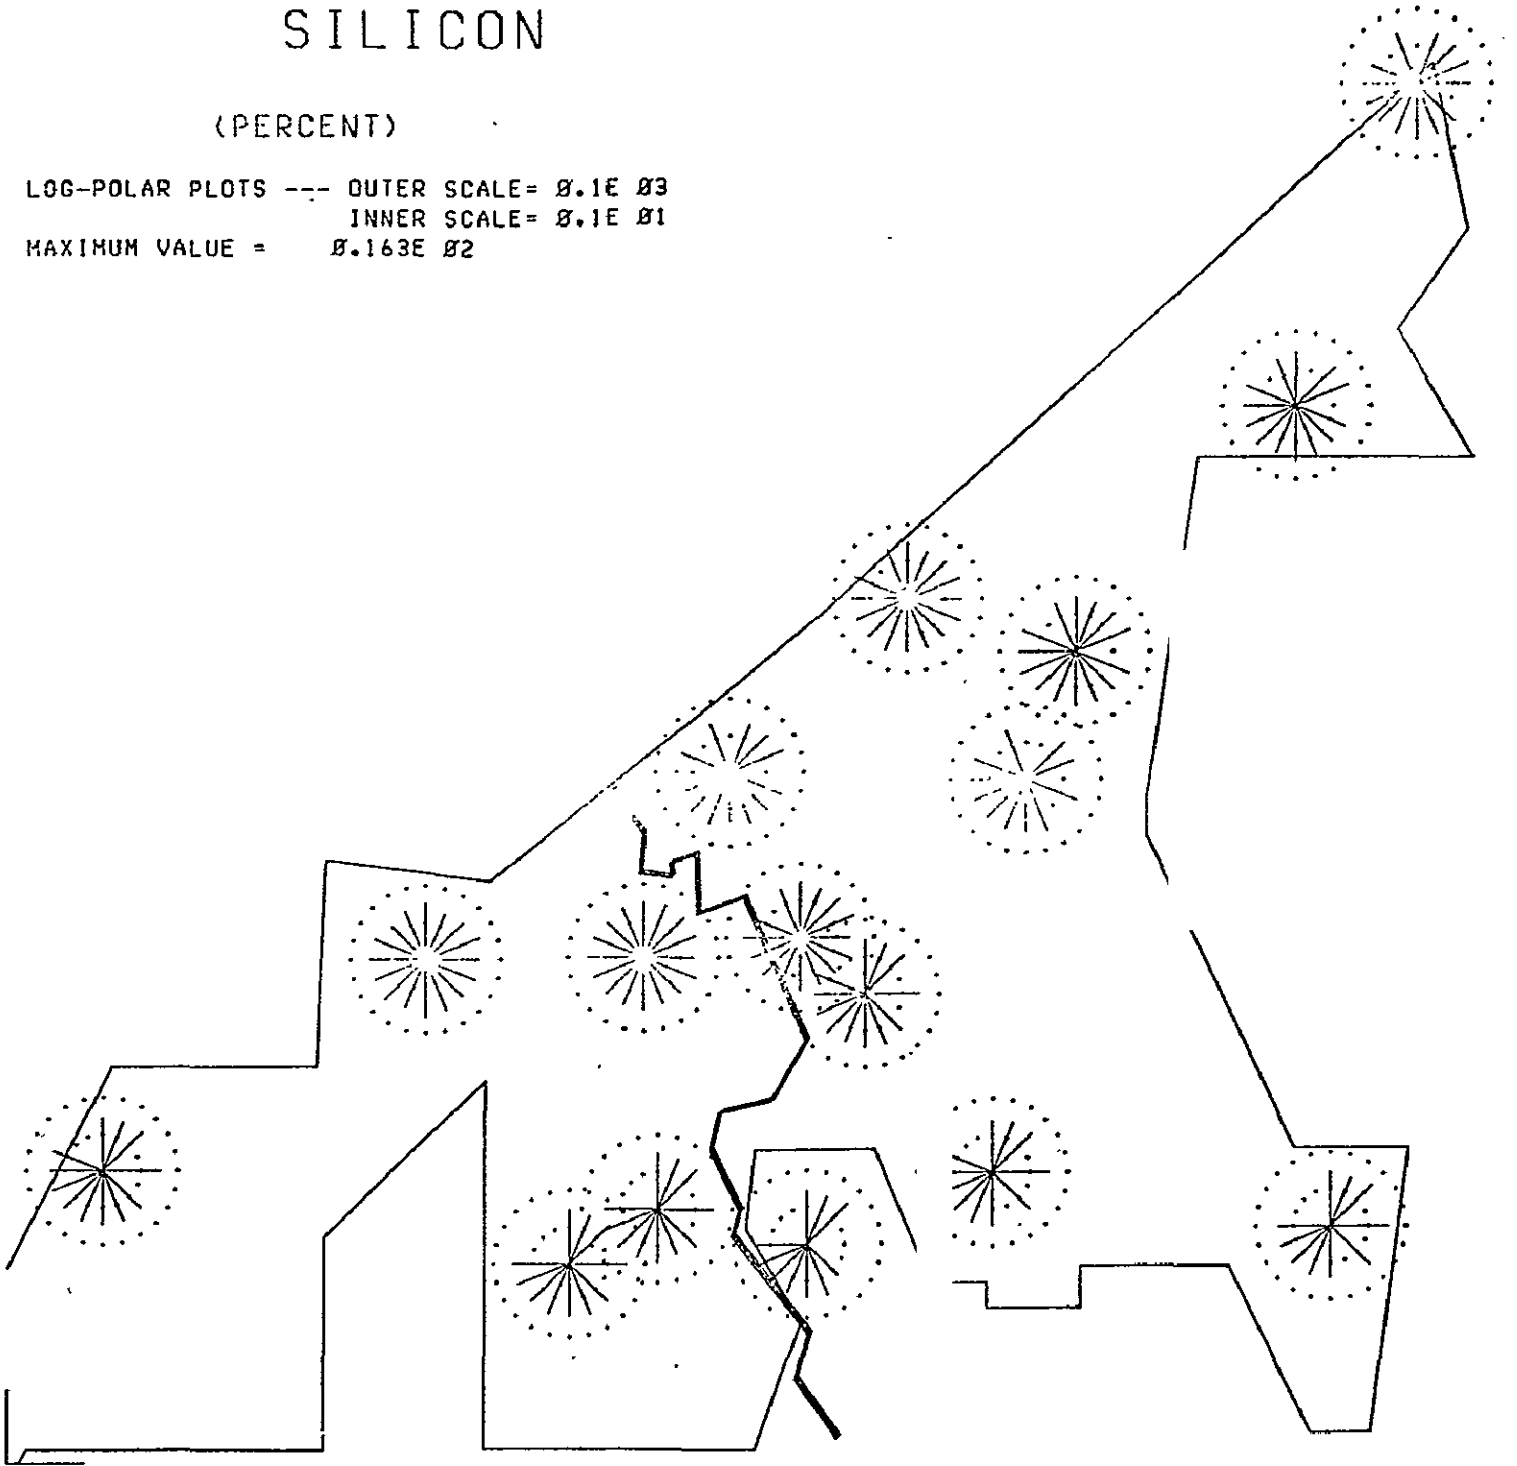 SILICON
(PERCENT)
LOG-POLAR PLOTS --- OUTER SCALE= Ø.1E Ø3
INNER SCALE= Ø.1E Ø1
MAXIMUM VALUE = Ø.163E Ø2